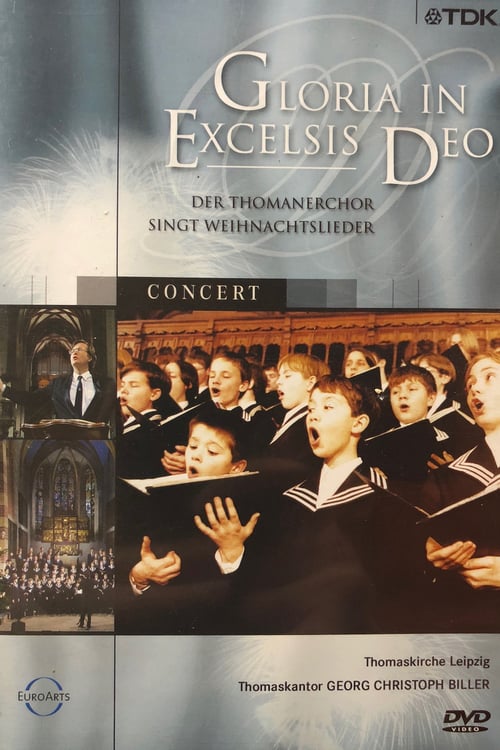 TDK
GLORIA IN
EXCELSIS DEO
DER THOMANERCHOR
SINGT WEIHNACHTSLIEDER
CONCERT
Thomaskirche Leipzig
Thomaskantor GEORG CHRISTOPH BILLER
EUROARTS
DVD
VIDEO